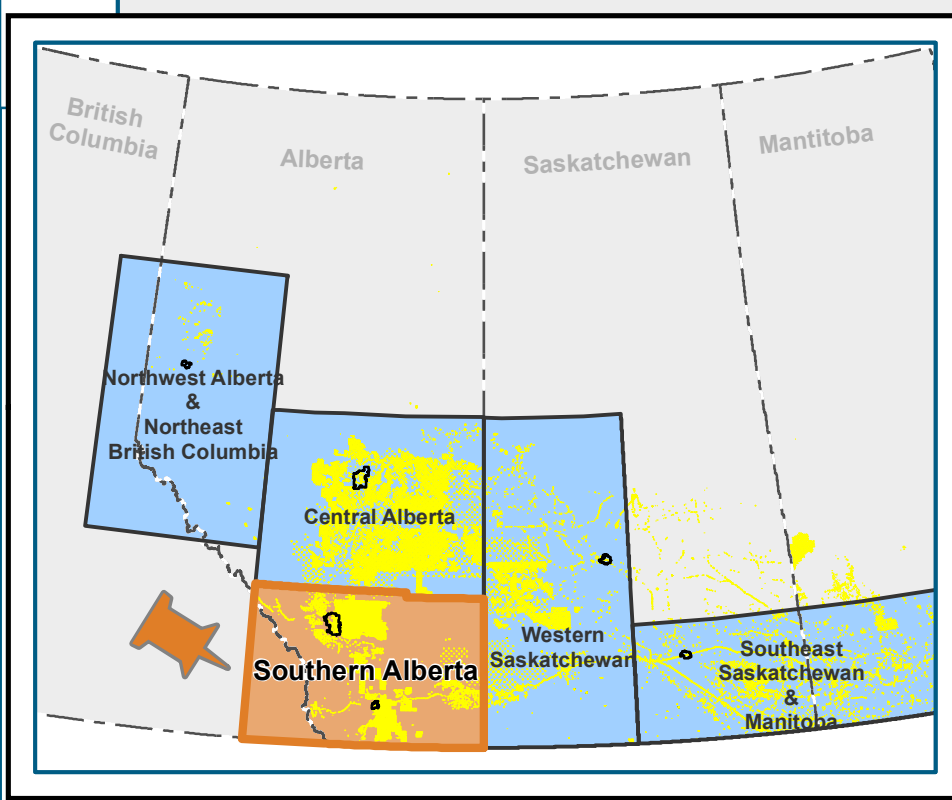 British
Columbia
Alberta
Saskatchewan
Mantitoba
Northwest Alberta
&
Northeast
British Columbia
Central Alberta
Southern Alberta
Western
Saskatchewan
Southeast
Saskatchewan
&
Manitoba